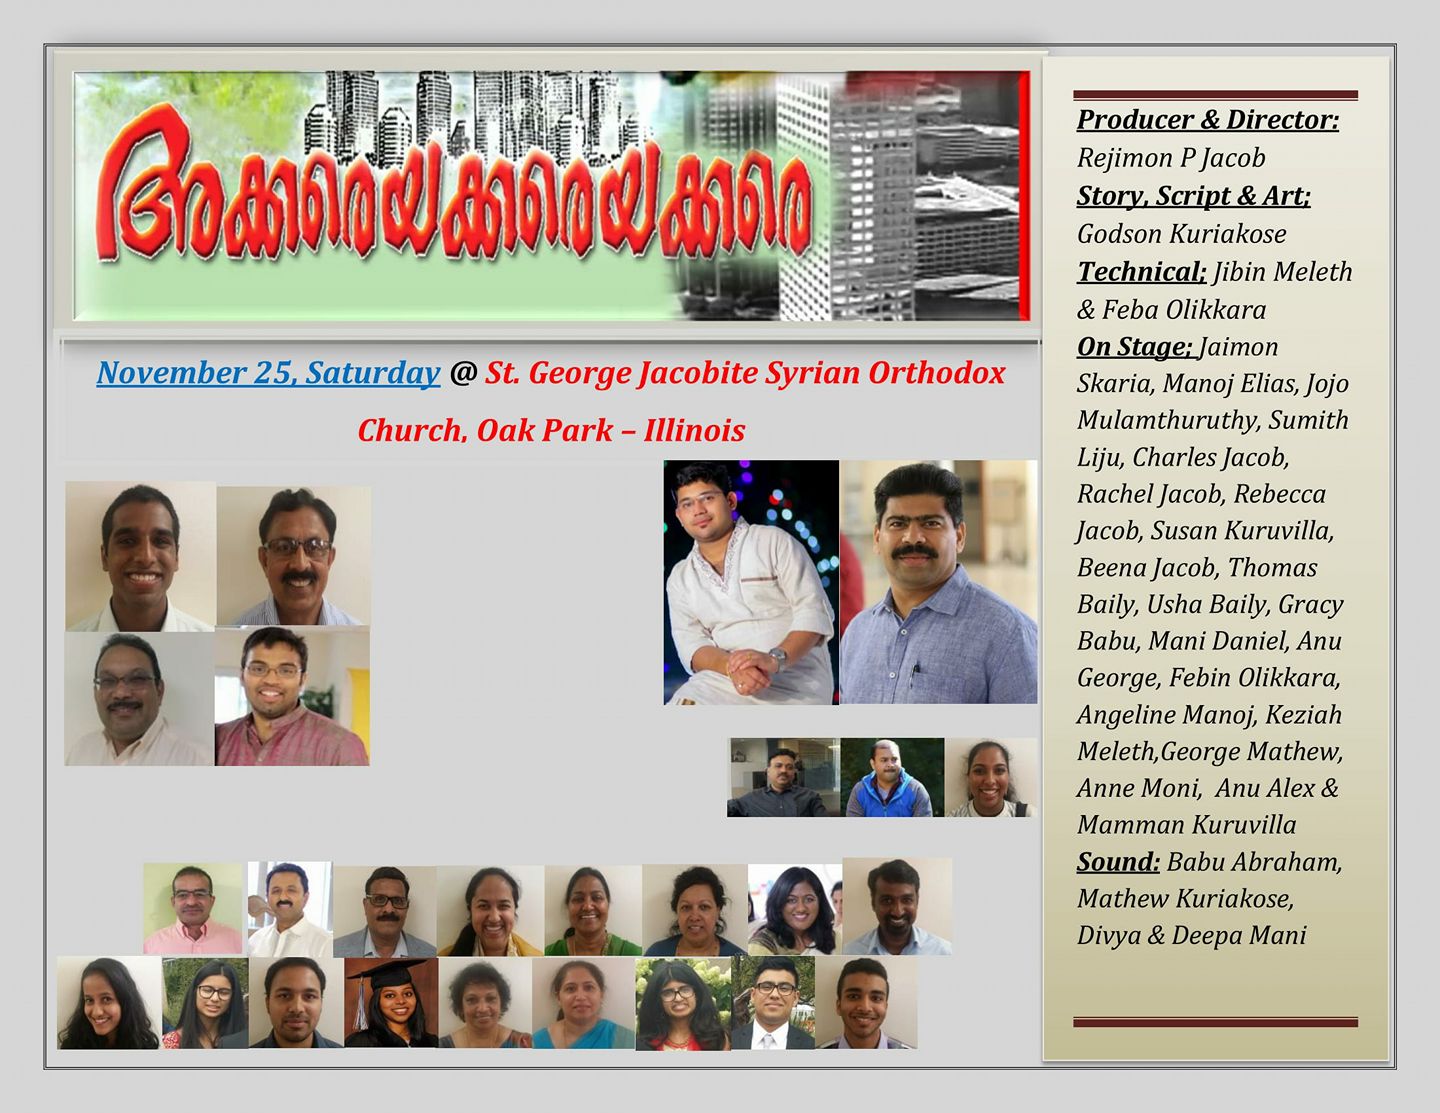 അക്കരെയക്കരെയക്കരെ
November 25, Saturday @ St. George Jacobite Syrian Orthodox
Church, Oak Park – Illinois
Producer & Director:
Rejimon P Jacob
Story, Script & Art;
Godson Kuriakose
Technical; Jibin Meleth
& Feba Olikkara
On Stage; Jaimon
Skaria, Manoj Elias, Jojo
Mulamthuruthy, Sumith
Liju, Charles Jacob,
Rachel Jacob, Rebecca
Jacob, Susan Kuruvilla,
Beena Jacob, Thomas
Baily, Usha Baily, Gracy
Babu, Mani Daniel, Anu
George, Febin Olikkara,
Angeline Manoj, Keziah
Meleth,George Mathew,
Anne Moni, Anu Alex &
Mamman Kuruvilla
Sound: Babu Abraham,
Mathew Kuriakose,
Divya & Deepa Mani